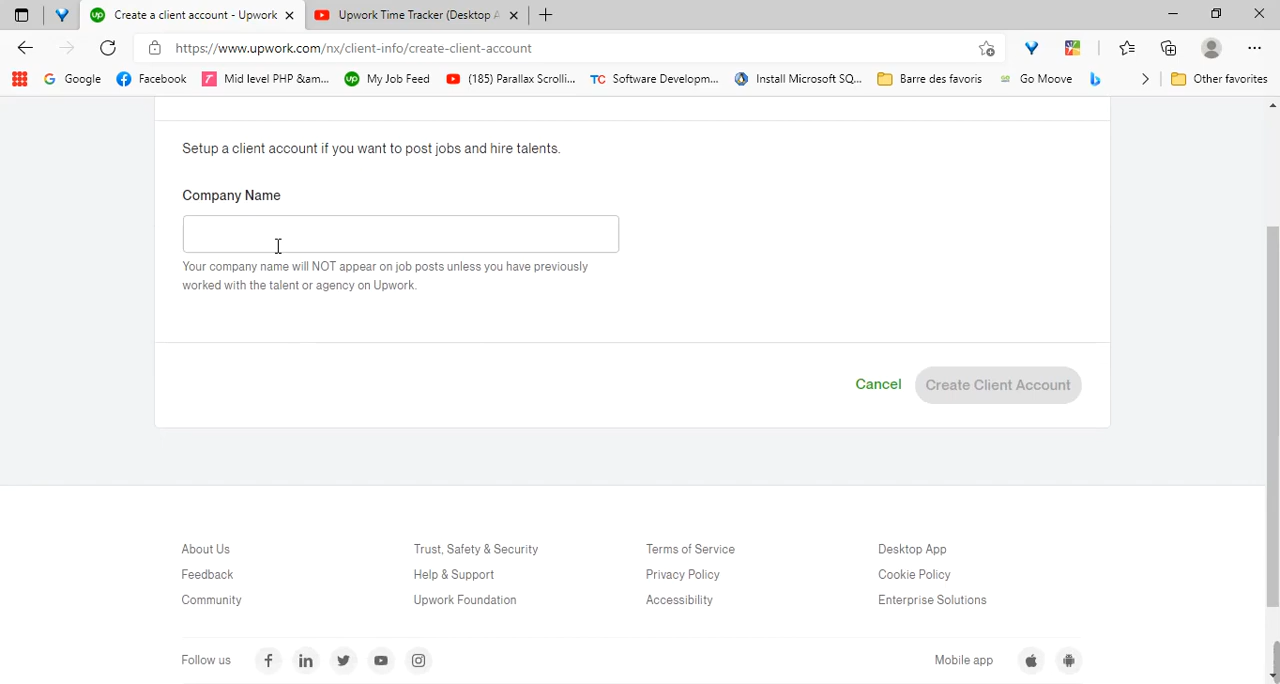 Create a client account - Upwork
Upwork Time Tracker (Desktop A
https://www.upwork.com/nx/client-info/create-client-account
Google
Facebook
Mid level PHP &am...
up My Job Feed
(185) Parallax Scrolli...
TC Software Developm...
Install Microsoft SQ...
Barre des favoris
Go Moove
Other favorites
Setup a client account if you want to post jobs and hire talents.
Company Name
Your company name will NOT appear on job posts unless you have previously
worked with the talent or agency on Upwork.
Cancel
Create Client Account
About Us
Trust, Safety & Security
Terms of Service
Desktop App
Feedback
Help & Support
Privacy Policy
Cookie Policy
Community
Upwork Foundation
Accessibility
Enterprise Solutions
Follow us
Mobile app